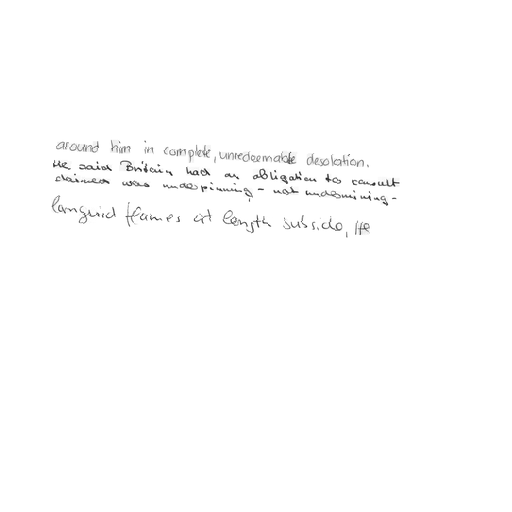 around him in complete, unredeemable desolation.
He said Britain had an obligation to consult
claimed was underpinning - not undermining -
languid flames at length subside, He